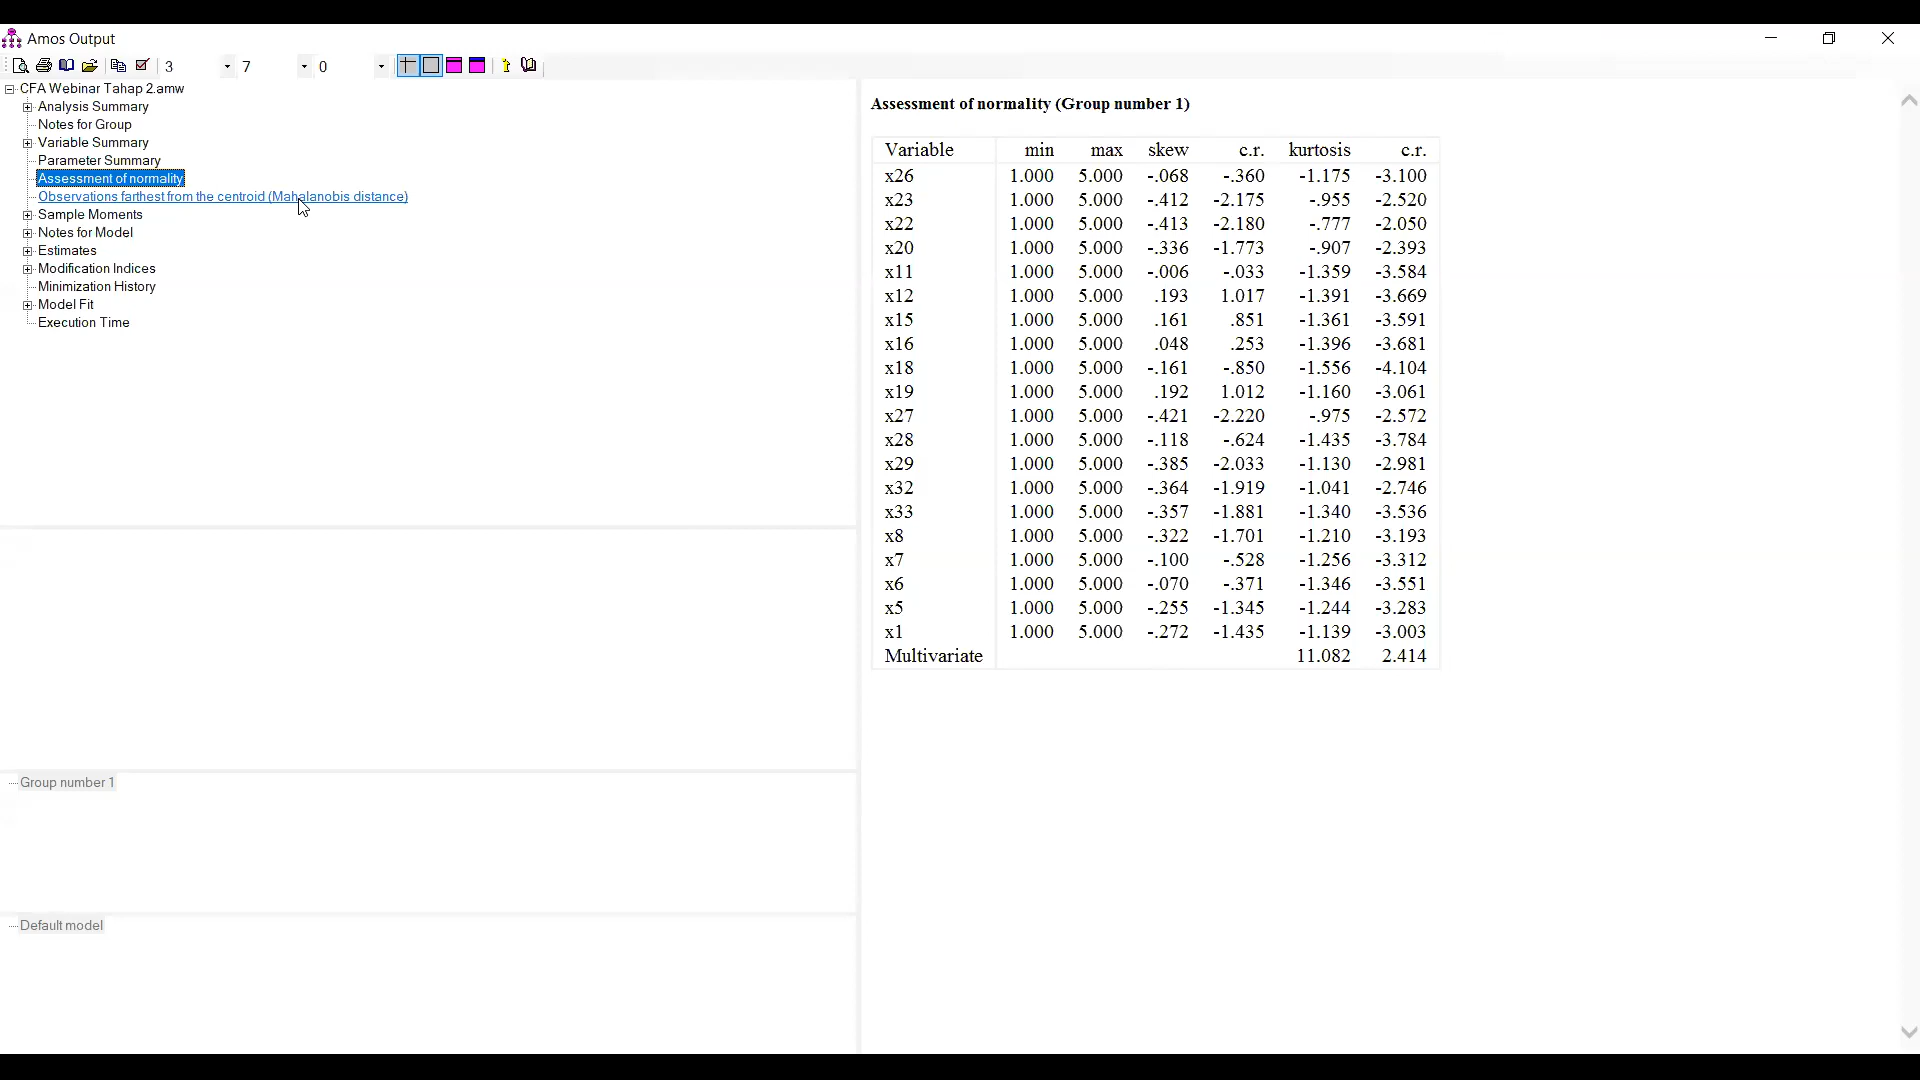 Amos Output
3 7 0
CFA Webinar Tahap 2.amw
Analysis Summary
Notes for Group
Variable Summary
Parameter Summary
Assessment of normality
Observations farthest from the centroid (Mahalanobis distance)
Sample Moments
Notes for Model
Estimates
Modification Indices
Minimization History
Model Fit
Execution Time
Group number 1
Default model
Assessment of normality (Group number 1)
Variable min max skew c.r. kurtosis c.r.
x26 1.000 5.000 -.068 -.360 -1.175 -3.100
x23 1.000 5.000 -.412 -2.175 -.955 -2.520
x22 1.000 5.000 -.413 -2.180 -.777 -2.050
x20 1.000 5.000 -.336 -1.773 -.907 -2.393
x11 1.000 5.000 -.006 -.033 -1.359 -3.584
x12 1.000 5.000 .193 1.017 -1.391 -3.669
x15 1.000 5.000 .161 .851 -1.361 -3.591
x16 1.000 5.000 .048 .253 -1.396 -3.681
x18 1.000 5.000 -.161 -.850 -1.556 -4.104
x19 1.000 5.000 .192 1.012 -1.160 -3.061
x27 1.000 5.000 -.421 -2.220 -.975 -2.572
x28 1.000 5.000 -.118 -.624 -1.435 -3.784
x29 1.000 5.000 -.385 -2.033 -1.130 -2.981
x32 1.000 5.000 -.364 -1.919 -1.041 -2.746
x33 1.000 5.000 -.357 -1.881 -1.340 -3.536
x8 1.000 5.000 -.322 -1.701 -1.210 -3.193
x7 1.000 5.000 -.100 -.528 -1.256 -3.312
x6 1.000 5.000 -.070 -.371 -1.346 -3.551
x5 1.000 5.000 -.255 -1.345 -1.244 -3.283
x1 1.000 5.000 -.272 -1.435 -1.139 -3.003
Multivariate 11.082 2.414